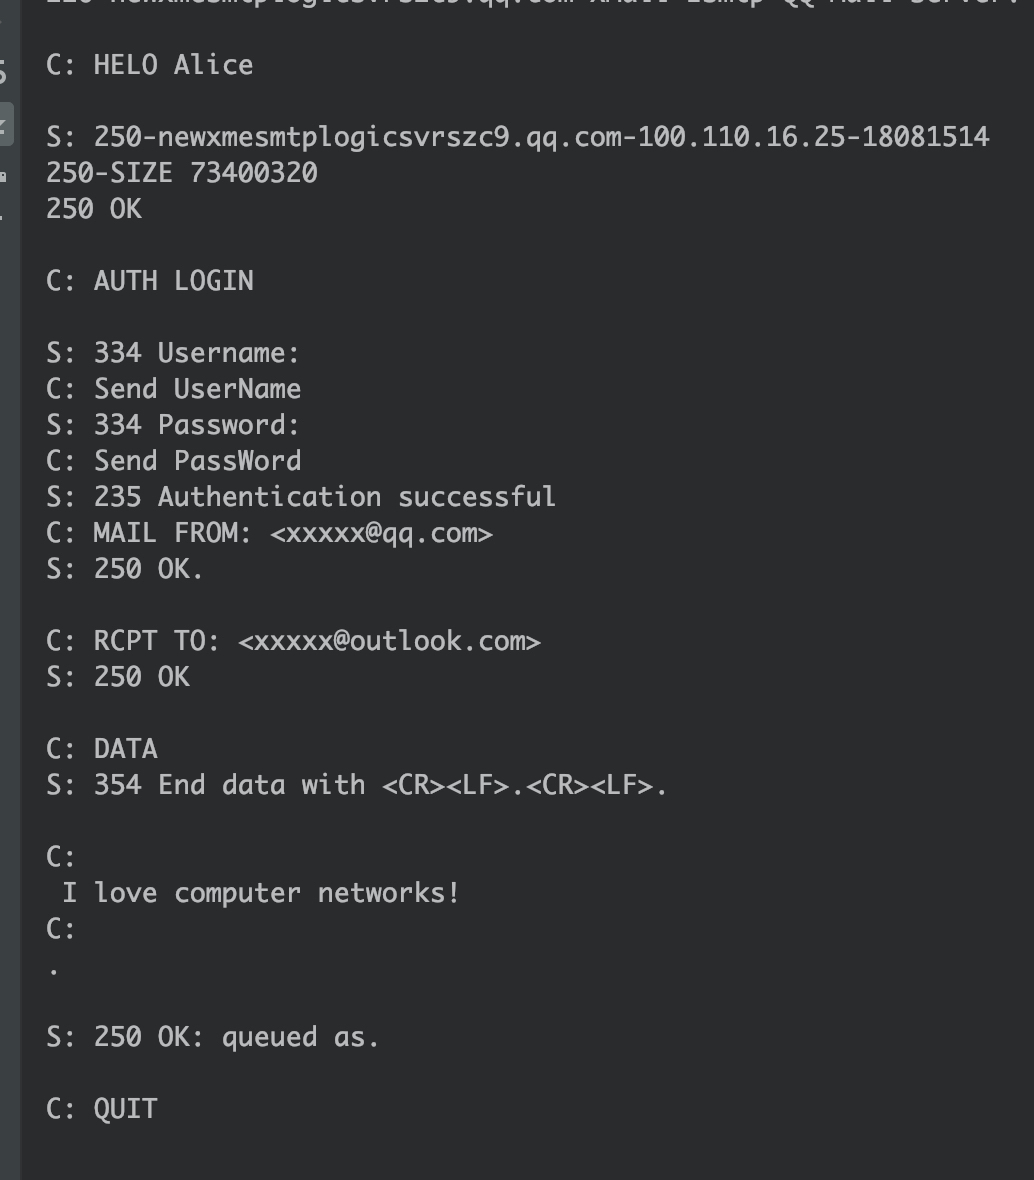 C: HELO Alice
S: 250-newxmesmtplogicsvrszc9.qq.com-100.110.16.25-18081514
250-SIZE 73400320
250 OK
C: AUTH LOGIN
S: 334 Username:
C: Send UserName
S: 334 Password:
C: Send PassWord
S: 235 Authentication successful
C: MAIL FROM: <xxxxx@qq.com>
S: 250 OK.
C: RCPT TO: <xxxxx@outlook.com>
S: 250 OK
C: DATA
S: 354 End data with <CR><LF>.<CR><LF>.
C:
I love computer networks!
C:
.
S: 250 OK: queued as.
C: QUIT